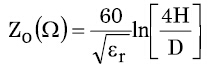 Z₀(Ω) = 60/√εᵣ ln[4H/D]